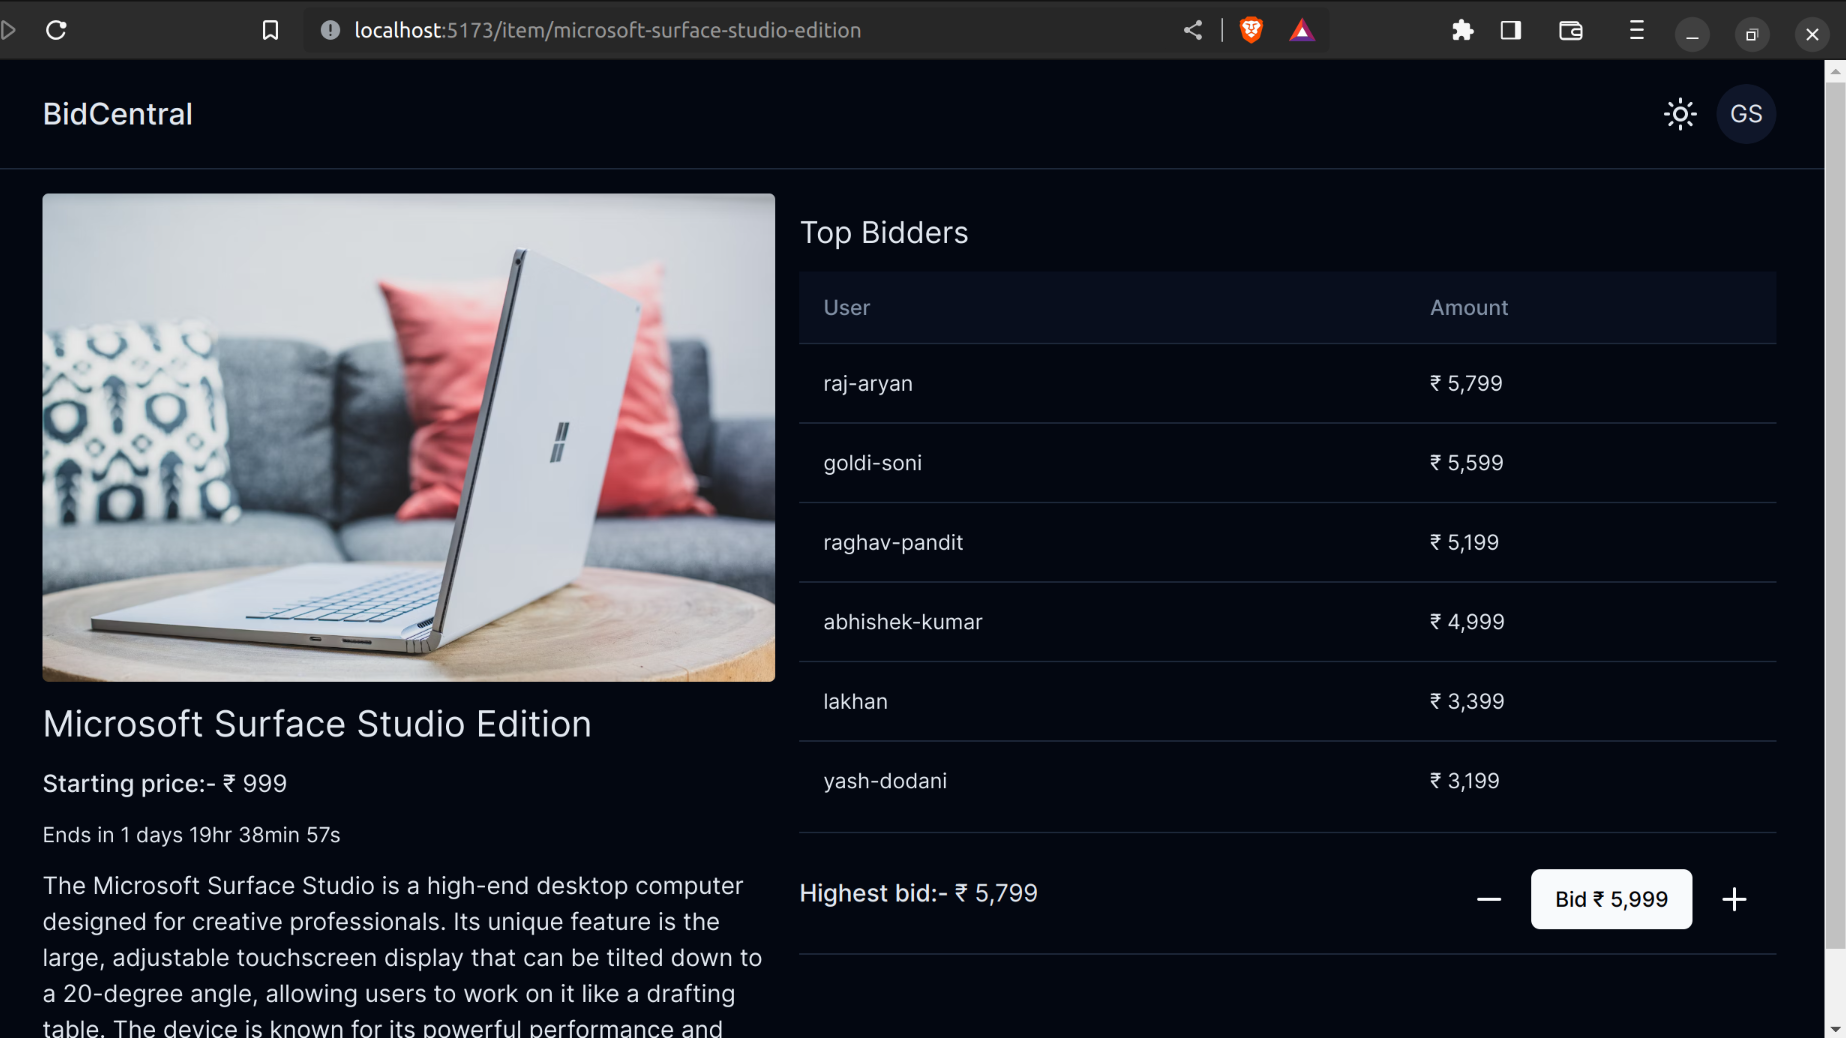 localhost:5173/item/microsoft-surface-studio-edition
BidCentral
GS
Microsoft Surface Studio Edition
Starting price:- ₹ 999
Ends in 1 days 19hr 38min 57s
The Microsoft Surface Studio is a high-end desktop computer
designed for creative professionals. Its unique feature is the
large, adjustable touchscreen display that can be tilted down to
a 20-degree angle, allowing users to work on it like a drafting
table. The device is known for its powerful performance and
Top Bidders
User Amount
raj-aryan ₹ 5,799
goldi-soni ₹ 5,599
raghav-pandit ₹ 5,199
abhishek-kumar ₹ 4,999
lakhan ₹ 3,399
yash-dodani ₹ 3,199
Highest bid:- ₹ 5,799
Bid ₹ 5,999